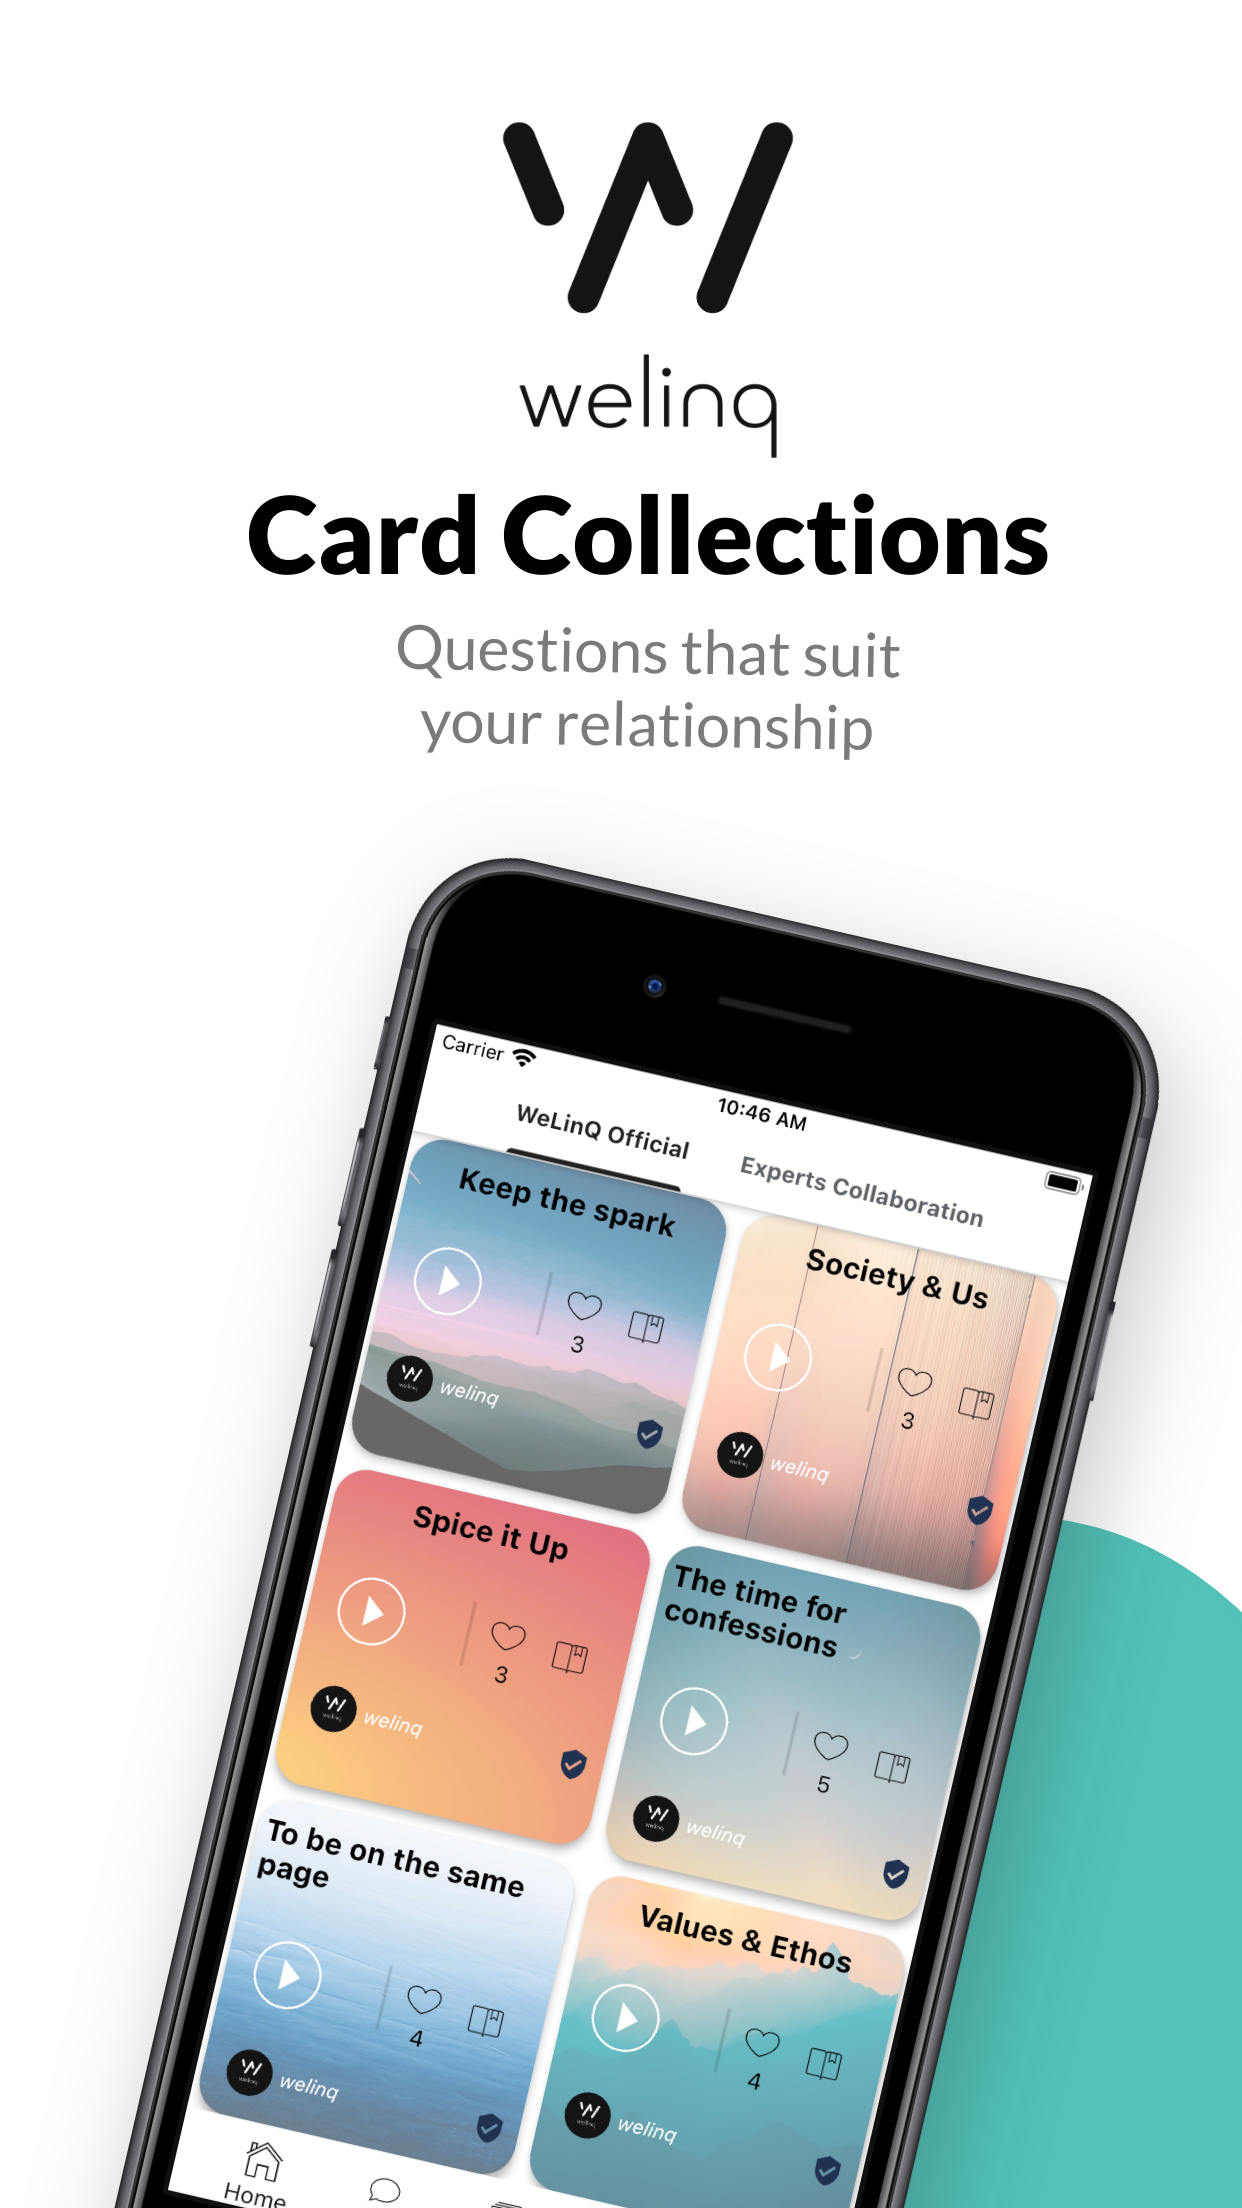 welinq
Card Collections
Questions that suit
your relationship
Carrier
10:46 AM
WeLinQ Official
Experts Collaboration
Keep the spark
3
welinq
Society & Us
3
welinq
Spice it Up
3
welinq
The time for
confessions
5
welinq
To be on the same
page
4
welinq
Values & Ethos
4
welinq
Home